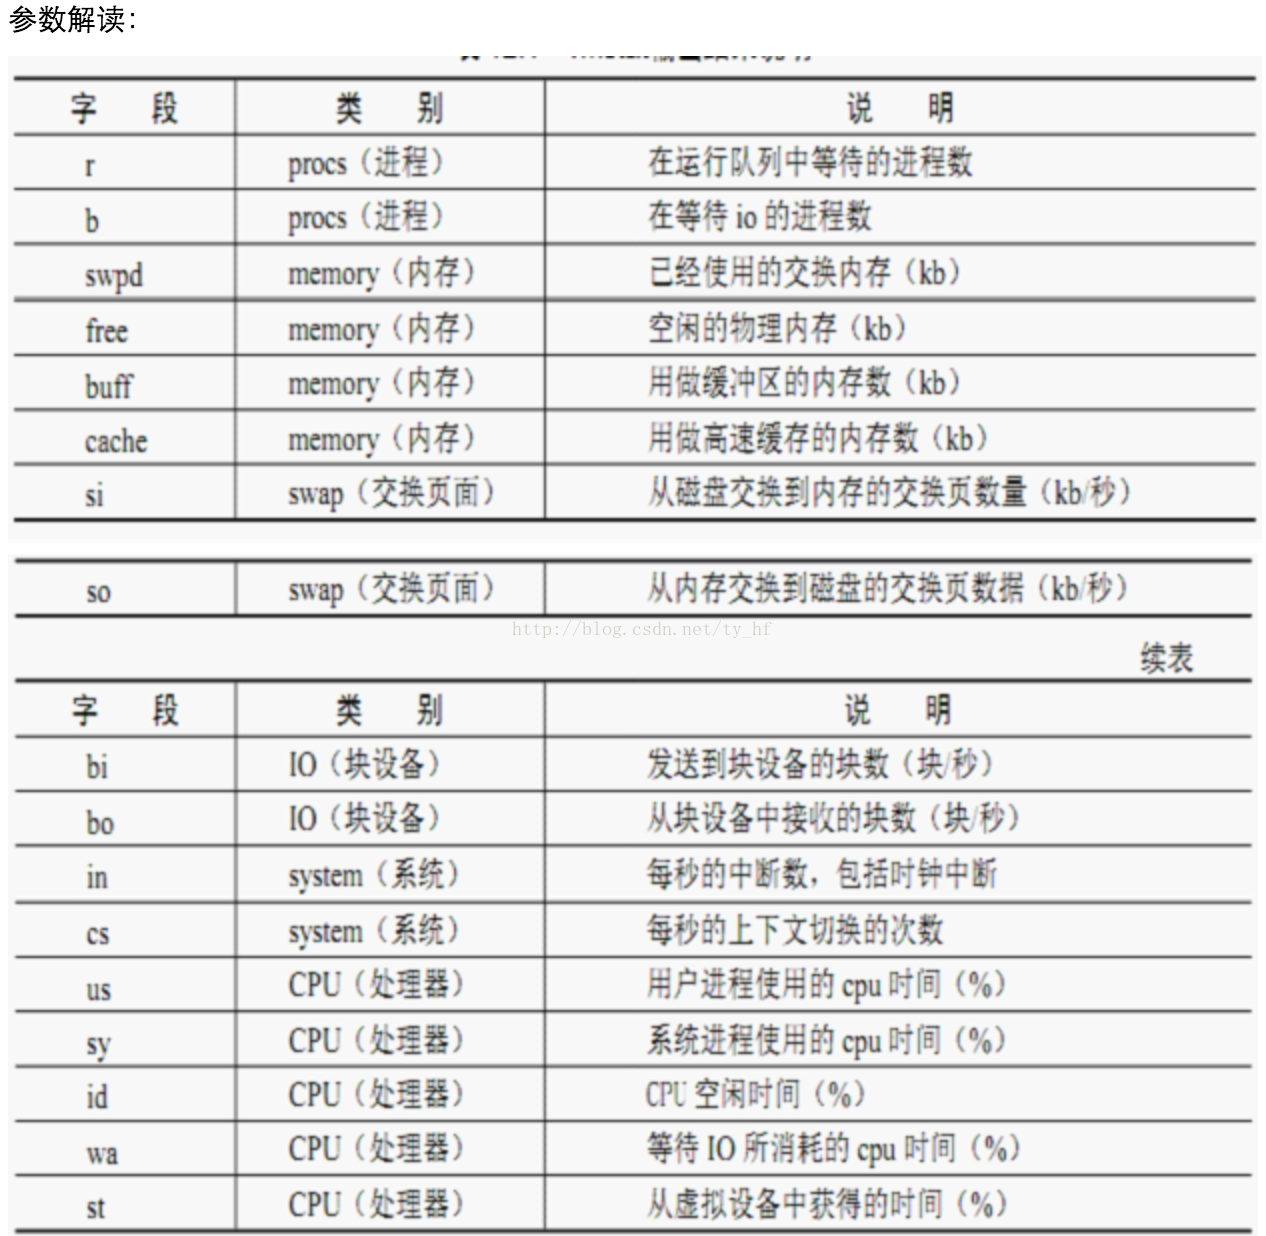 参数解读:
字 段 类 别 说 明
r procs（进程） 在运行队列中等待的进程数
b procs（进程） 在等待 io 的进程数
swpd memory（内存） 已经使用的交换内存（kb）
free memory（内存） 空闲的物理内存（kb）
buff memory（内存） 用做缓冲区的内存数（kb）
cache memory（内存） 用做高速缓存的内存数（kb）
si swap（交换页面） 从磁盘交换到内存的交换页数量（kb/秒）
so swap（交换页面） 从内存交换到磁盘的交换页数据（kb/秒）
http://blog.csdn.net/ty_hf
续表
字 段 类 别 说 明
bi IO（块设备） 发送到块设备的块数（块/秒）
bo IO（块设备） 从块设备中接收的块数（块/秒）
in system（系统） 每秒的中断数，包括时钟中断
cs system（系统） 每秒的上下文切换的次数
us CPU（处理器） 用户进程使用的 cpu 时间（%）
sy CPU（处理器） 系统进程使用的 cpu 时间（%）
id CPU（处理器） CPU 空闲时间（%）
wa CPU（处理器） 等待 IO 所消耗的 cpu 时间（%）
st CPU（处理器） 从虚拟设备中获得的时间（%）